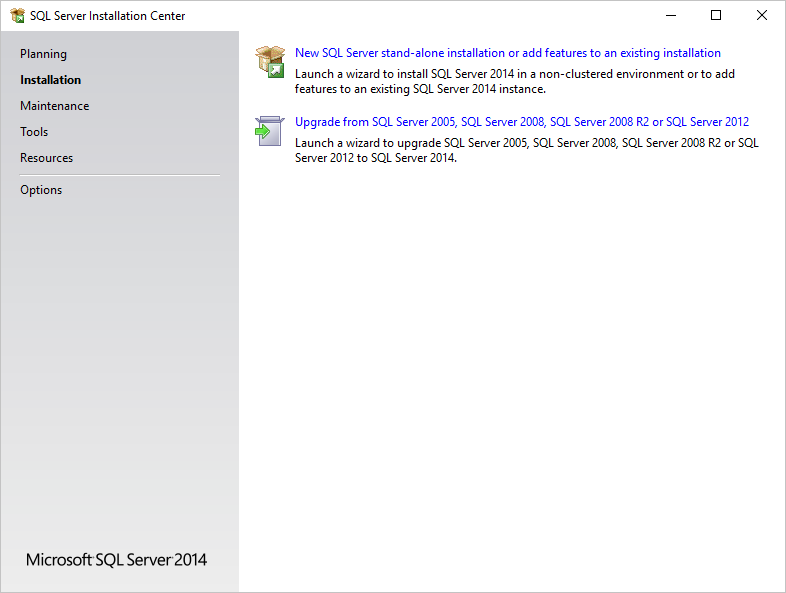 SQL Server Installation Center
Planning
Installation
Maintenance
Tools
Resources
Options
New SQL Server stand-alone installation or add features to an existing installation
Launch a wizard to install SQL Server 2014 in a non-clustered environment or to add
features to an existing SQL Server 2014 instance.
Upgrade from SQL Server 2005, SQL Server 2008, SQL Server 2008 R2 or SQL Server 2012
Launch a wizard to upgrade SQL Server 2005, SQL Server 2008, SQL Server 2008 R2 or SQL
Server 2012 to SQL Server 2014.
Microsoft SQL Server 2014